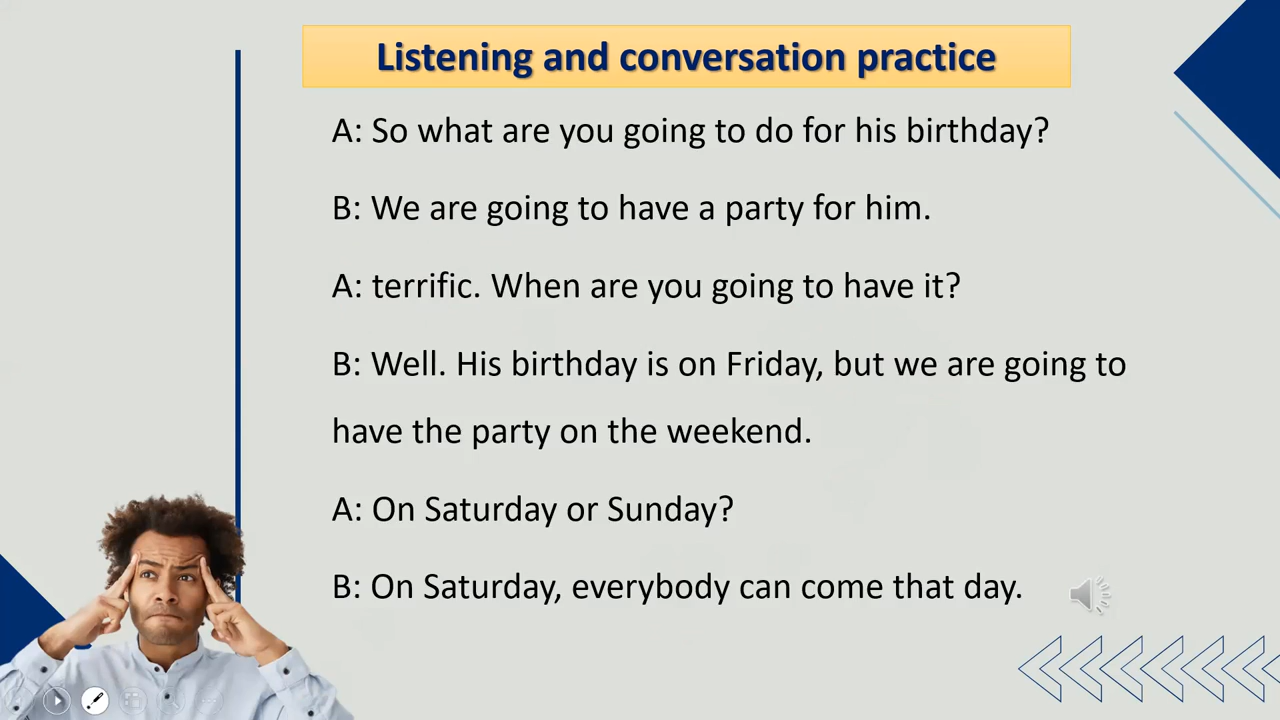 Listening and conversation practice
A: So what are you going to do for his birthday?
B: We are going to have a party for him.
A: terrific. When are you going to have it?
B: Well. His birthday is on Friday, but we are going to
have the party on the weekend.
A: On Saturday or Sunday?
B: On Saturday, everybody can come that day.